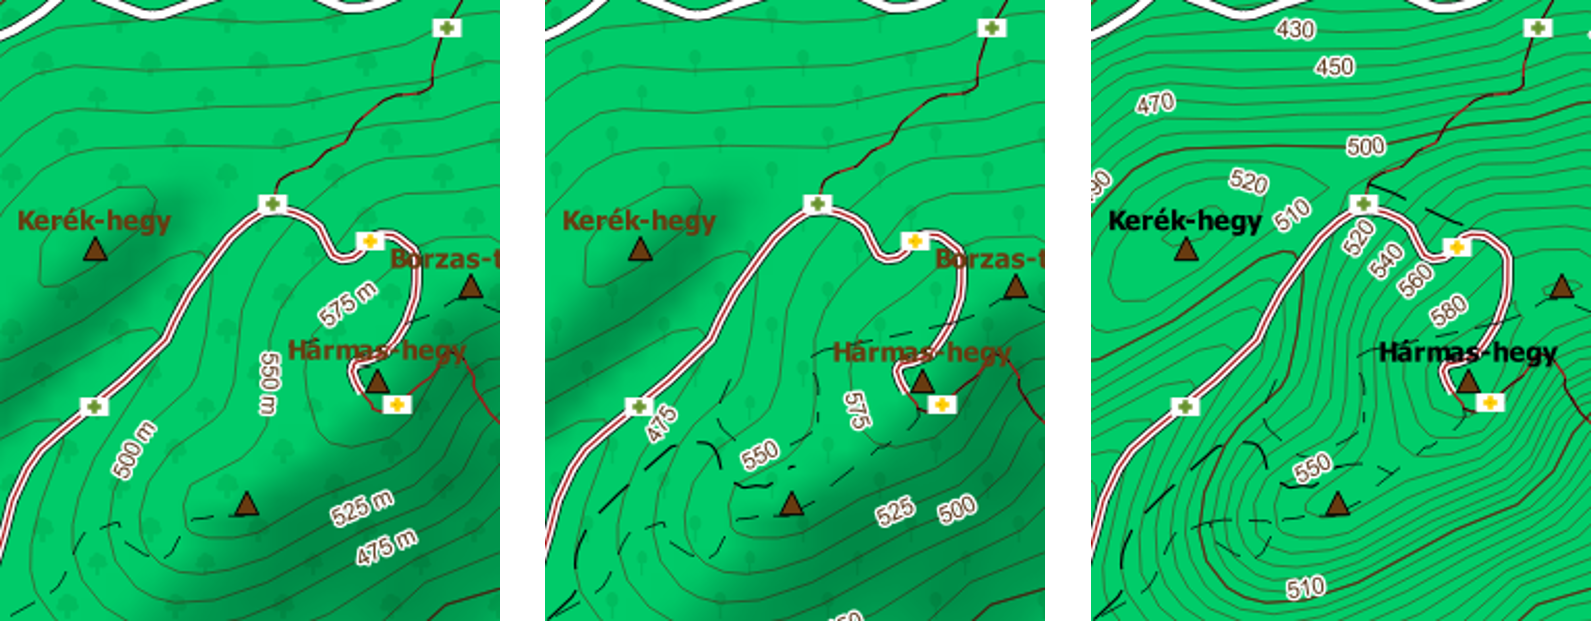 Kerék-hegy
Borzas-t
575 m
Hármas-hegy
550 m
500 m
525 m
475 m
Kerék-hegy
Borzas-t
Hármas-hegy
475
575
550
525
500
430
450
470
500
520
510
Kerék-hegy
520
540
560
580
Hármas-hegy
550
510